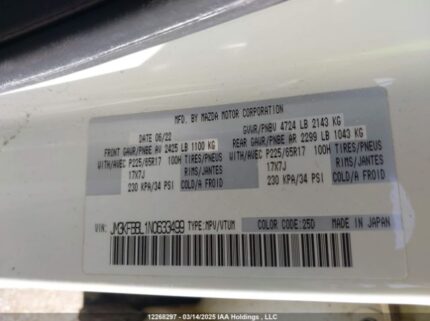 MFD. BY MAZDA MOTOR CORPORATION
DATE 06/22
GVWR/PNBV 4724 LB 2143 KG
FRONT GAWR/PNBE AV 2425 LB 1100 KG
REAR GAWR/PNBE AR 2299 LB 1043 KG
WITH/AVEC P225/65R17 100H TIRES/PNEUS
WITH/AVEC P225/65R17 100H TIRES/PNEUS
17X7J RIMS/JANTES
17X7J RIMS/JANTES
230 KPA/34 PSI COLD/A FROID
230 KPA/34 PSI COLD/A FROID
VIN: TYPE:MPV/VTUM COLOR CODE:25D MADE IN JAPAN
12268297 - 03/14/2025 IAA Holdings , LLC